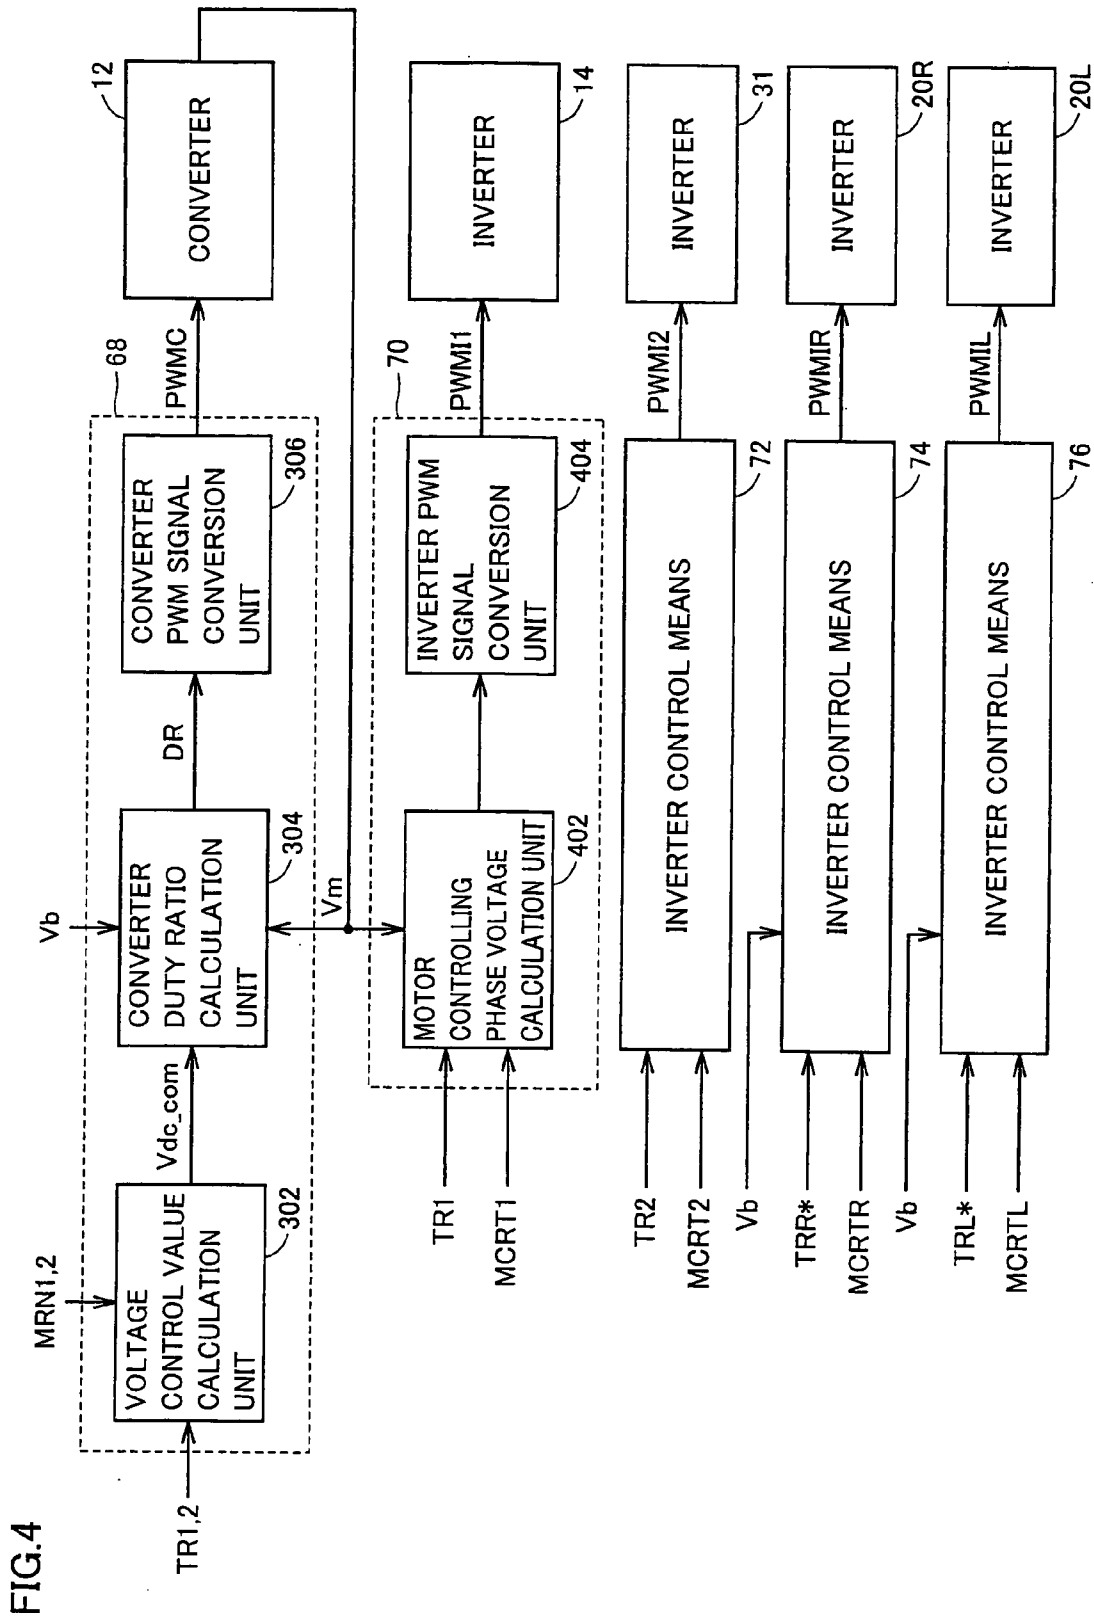 FIG.4
TR1,2
MRN1,2
VOLTAGE
CONTROL VALUE
CALCULATION
UNIT
302
Vdc_com
Vb
CONVERTER
DUTY RATIO
CALCULATION
UNIT
304
DR
CONVERTER
PWM SIGNAL
CONVERSION
UNIT
306
68
PWMC
CONVERTER
12
Vm
TR1
MCRT1
MOTOR
CONTROLLING
PHASE VOLTAGE
CALCULATION UNIT
402
INVERTER PWM
SIGNAL
CONVERSION
UNIT
404
70
PWMI1
INVERTER
14
TR2
MCRT2
INVERTER CONTROL MEANS
72
PWMI2
INVERTER
31
Vb
TRR*
MCRTR
INVERTER CONTROL MEANS
74
PWMIR
INVERTER
20R
Vb
TRL*
MCRTL
INVERTER CONTROL MEANS
76
PWMIL
INVERTER
20L